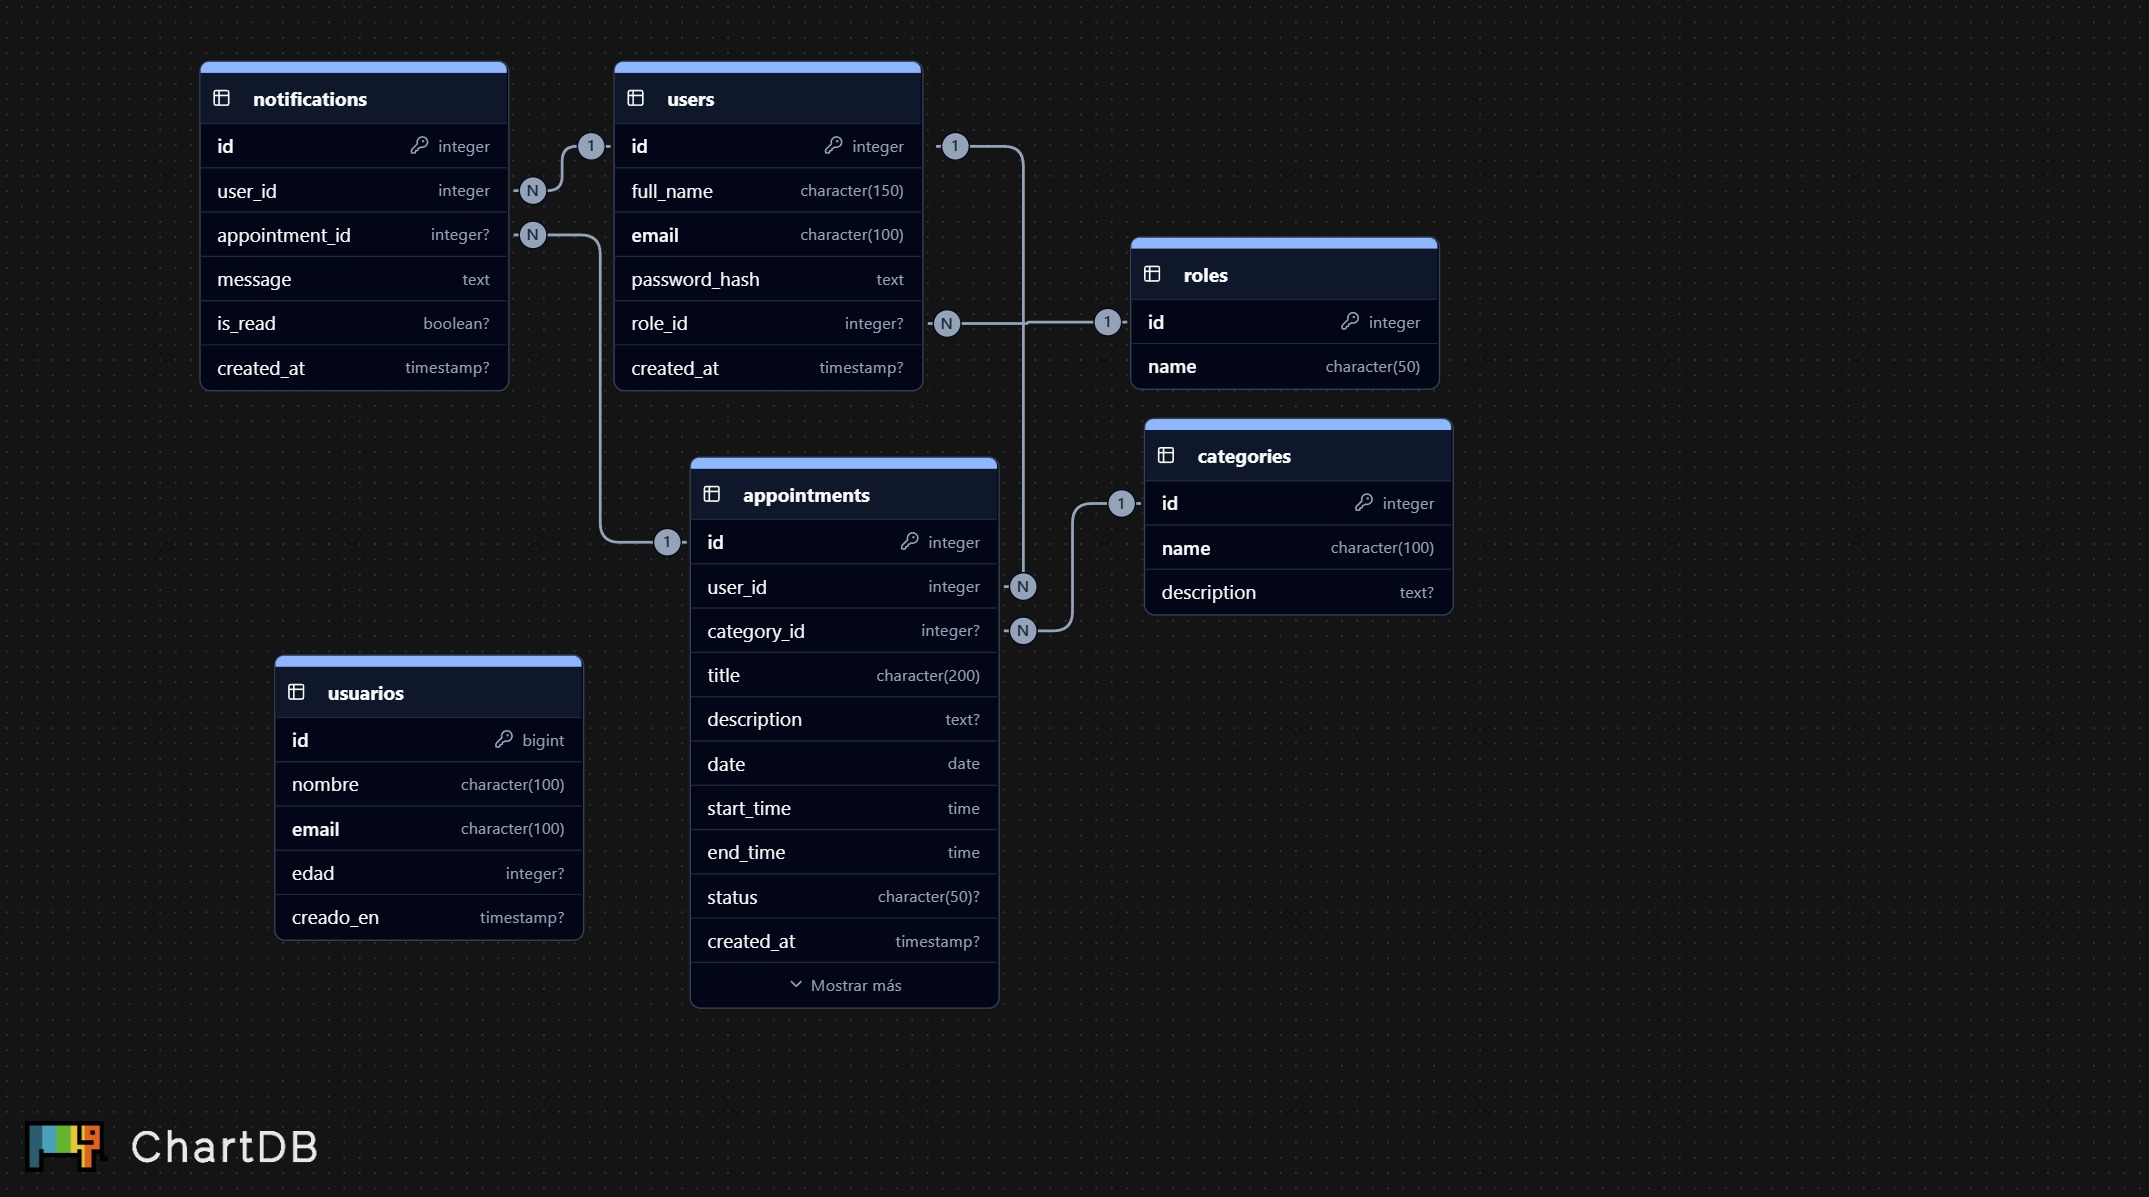 notifications
id integer
user_id integer
appointment_id integer?
message text
is_read boolean?
created_at timestamp?
users
id integer
full_name character(150)
email character(100)
password_hash text
role_id integer?
created_at timestamp?
1
N
N
1
1
N
1
N
N
1
roles
id integer
name character(50)
categories
id integer
name character(100)
description text?
appointments
id integer
user_id integer
category_id integer?
title character(200)
description text?
date date
start_time time
end_time time
status character(50)?
created_at timestamp?
Mostrar más
usuarios
id bigint
nombre character(100)
email character(100)
edad integer?
creado_en timestamp?
ChartDB